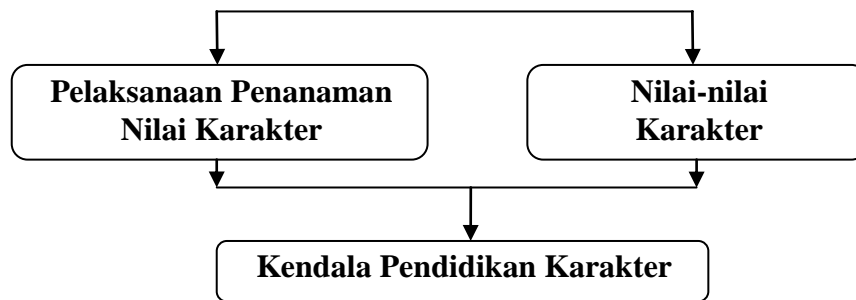 Pelaksanaan Penanaman
Nilai Karakter
Nilai-nilai
Karakter
Kendala Pendidikan Karakter